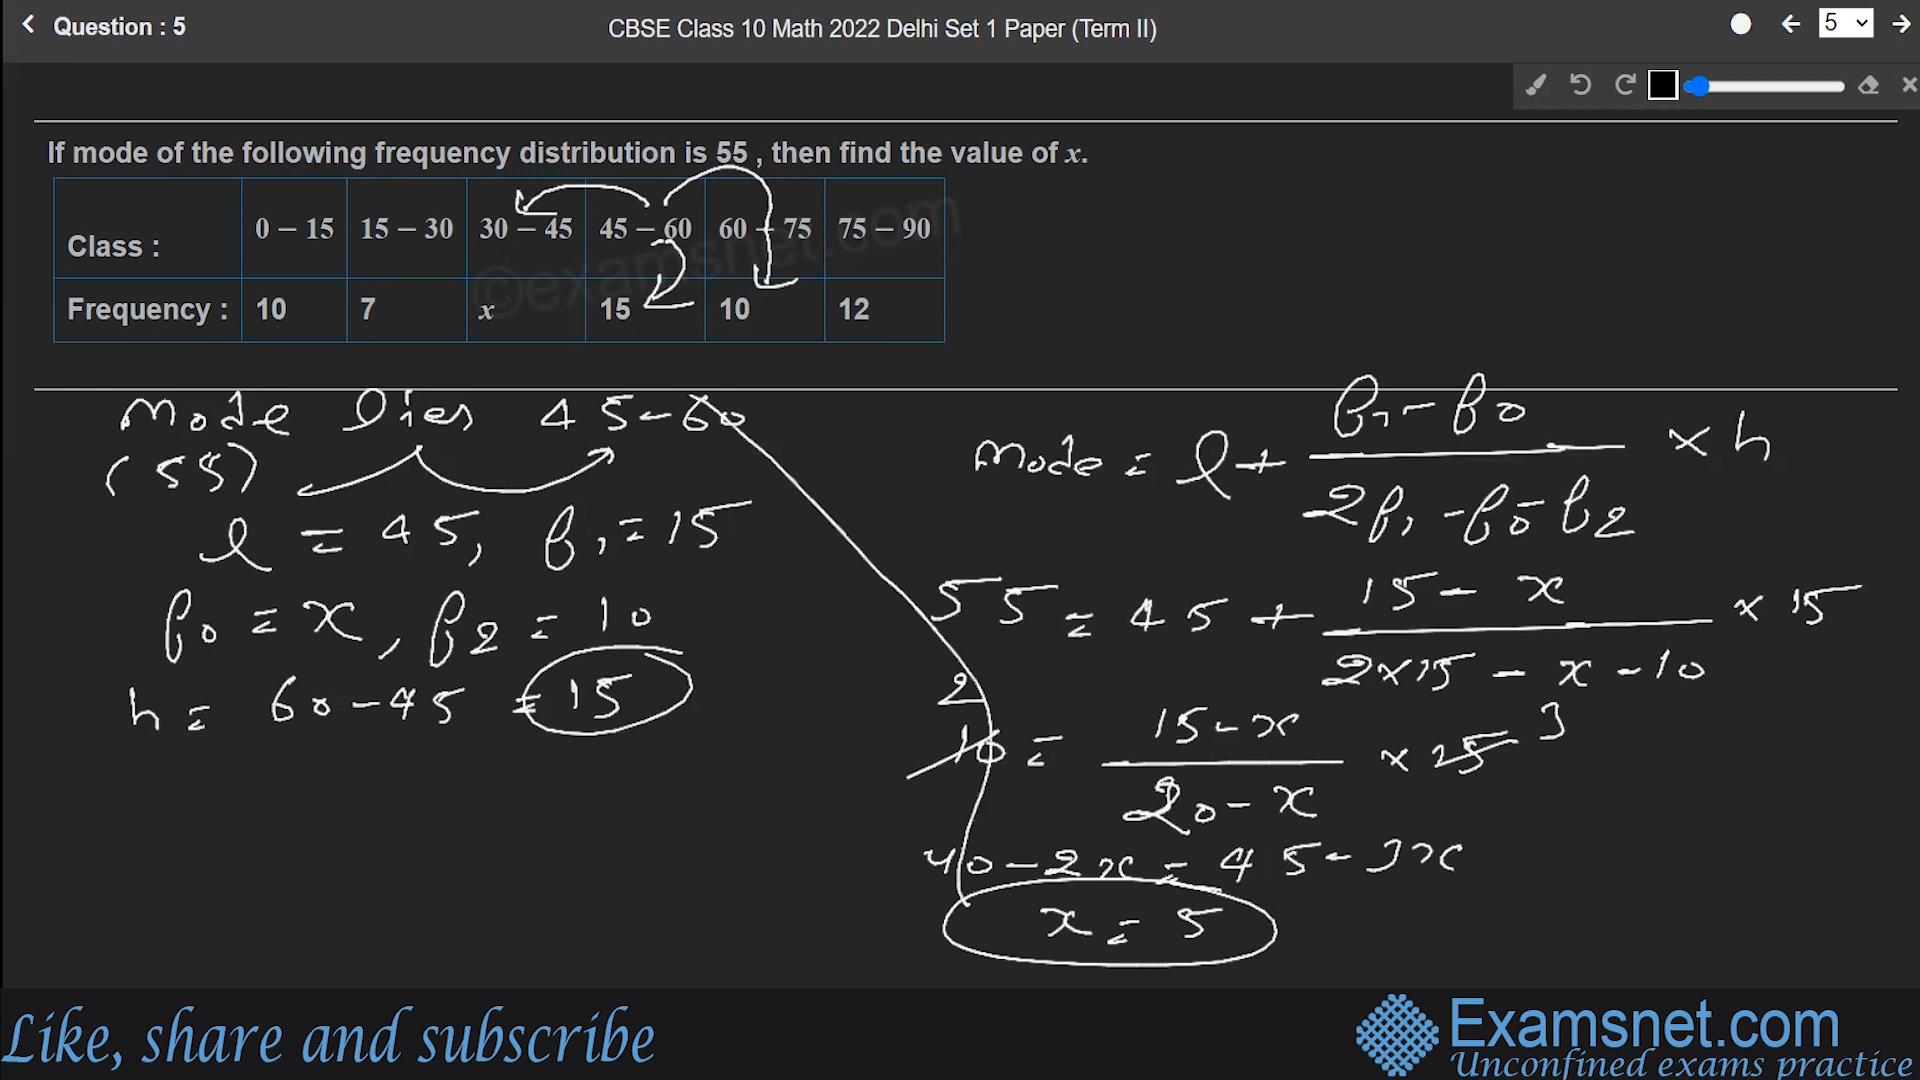 Question : 5
CBSE Class 10 Math 2022 Delhi Set 1 Paper (Term II)
5
If mode of the following frequency distribution is 55 , then find the value of x.
Class : 0 – 15 15 – 30 30 – 45 45 – 60 60 – 75 75 – 90
Frequency : 10 7 x 15 10 12
©examsnet.com
Mode lies 45-60
(55)
l = 45, f₁ = 15
f₀ = x, f₂ = 10
h = 60-45 = 15
mode = l + (f₁ - f₀)/(2f₁ - f₀ - f₂) × h
55 = 45 + (15 - x)/(2×15 - x - 10) × 15
2
10 = (15-x)/(20-x) × 15 3
40-2x = 45-3x
x = 5
Like, share and subscribe
Examsnet.com
Unconfined exams practice